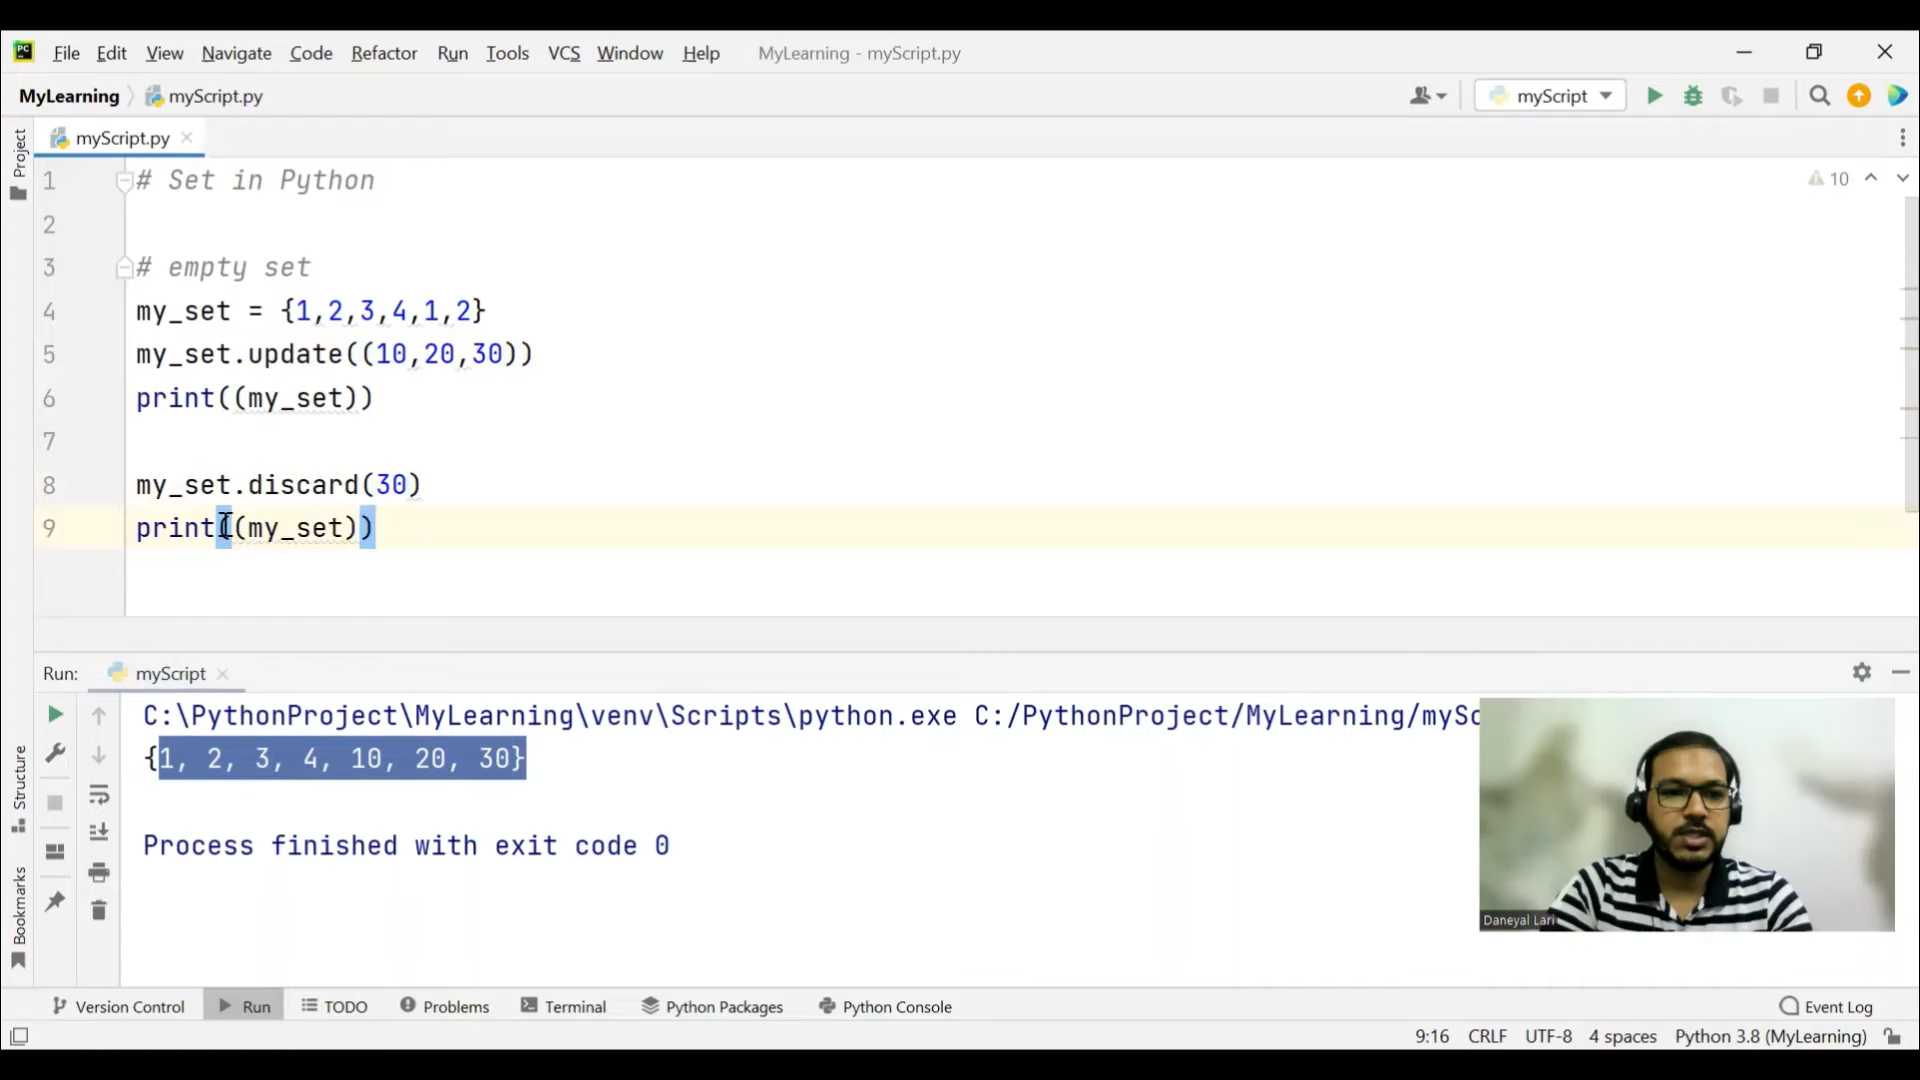 File Edit View Navigate Code Refactor Run Tools VCS Window Help MyLearning - myScript.py
MyLearning myScript.py myScript
Project
myScript.py
1 # Set in Python
10
2
3 # empty set
4 my_set = {1,2,3,4,1,2}
5 my_set.update((10,20,30))
6 print((my_set))
7
8 my_set.discard(30)
9 print((my_set))
Run: myScript
C:\PythonProject\MyLearning\venv\Scripts\python.exe C:/PythonProject/MyLearning/mySc
{1, 2, 3, 4, 10, 20, 30}
Process finished with exit code 0
Structure
Bookmarks
Daneyal Lari
Version Control Run TODO Problems Terminal Python Packages Python Console Event Log
9:16 CRLF UTF-8 4 spaces Python 3.8 (MyLearning)